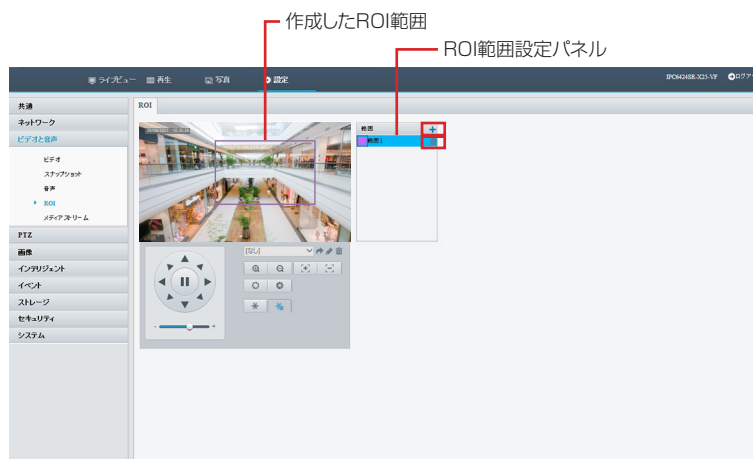 作成したROI範囲
ROI範囲設定パネル
ライブビュー 再生 写真 設定
IPC6424SR-X25-VF
共通
ROI
ネットワーク
ビデオと音声
範囲
範囲1
ビデオ
スナップショット
音声
ROI
メディアストリーム
PTZ
画像
[なし]
インテリジェント
イベント
ストレージ
セキュリティ
システム